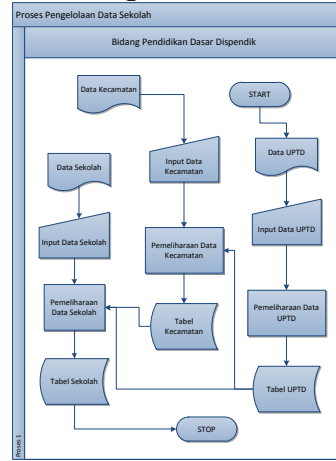 Proses Pengelolaan Data Sekolah
Bidang Pendidikan Dasar Dispendik
Data Kecamatan
START
Data UPTD
Data Sekolah
Input Data
Kecamatan
Input Data Sekolah
Input Data UPTD
Pemeliharaan Data
Kecamatan
Pemeliharaan
Data Sekolah
Pemeliharaan Data
UPTD
Tabel
Kecamatan
Tabel Sekolah
Tabel UPTD
STOP
Proses 1